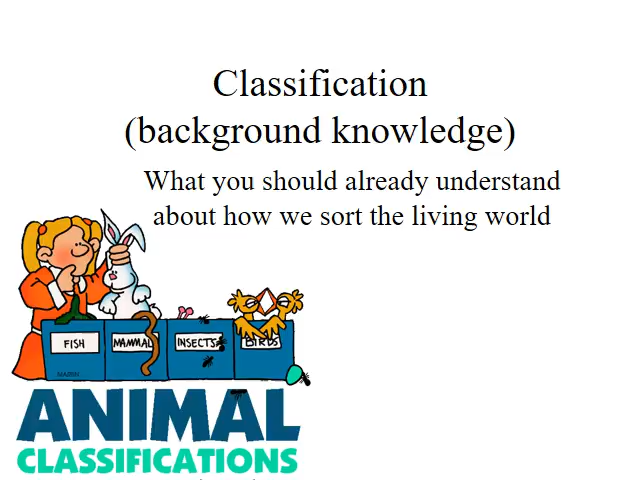 Classification
(background knowledge)
What you should already understand
about how we sort the living world
FISH
MAMMAL
INSECTS
BIRDS
MARTIN
ANIMAL
CLASSIFICATIONS